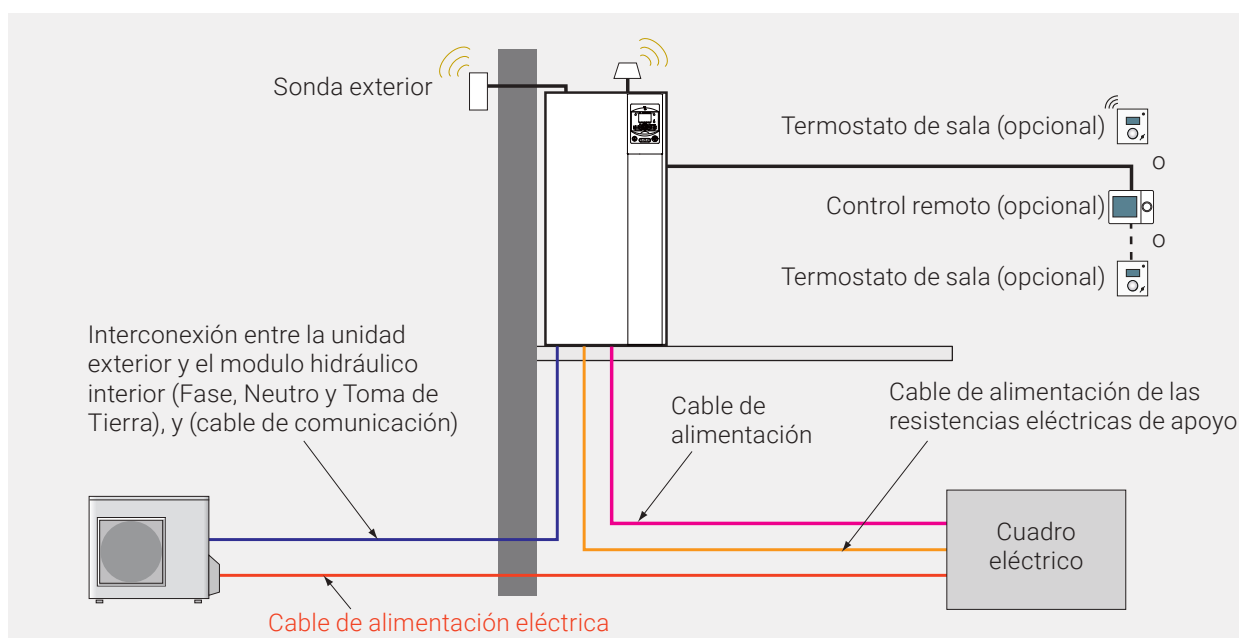 Sonda exterior
Termostato de sala (opcional)
O
Control remoto (opcional)
O
Termostato de sala (opcional)
Interconexión entre la unidad
exterior y el modulo hidráulico
interior (Fase, Neutro y Toma de
Tierra), y (cable de comunicación)
Cable de
alimentación
Cable de alimentación de las
resistencias eléctricas de apoyo
Cuadro
eléctrico
Cable de alimentación eléctrica